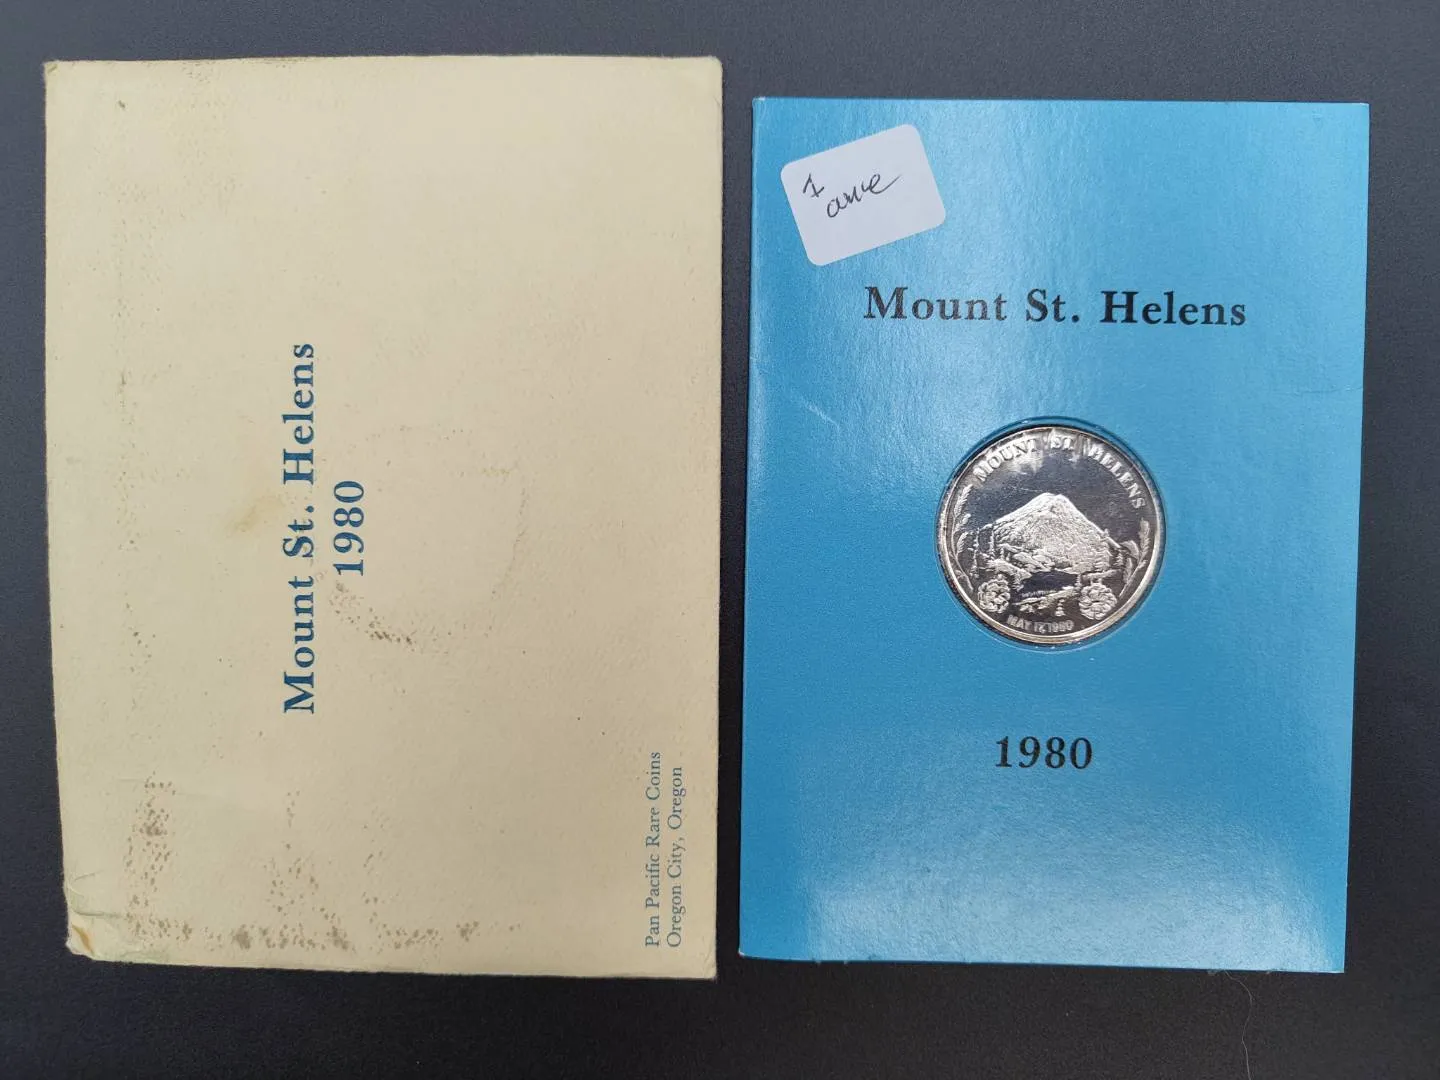 Mount St. Helens
1980
Pan Pacific Rare Coins
Oregon City, Oregon
1
Mount St. Helens
MOUNT ST. HELENS
1980